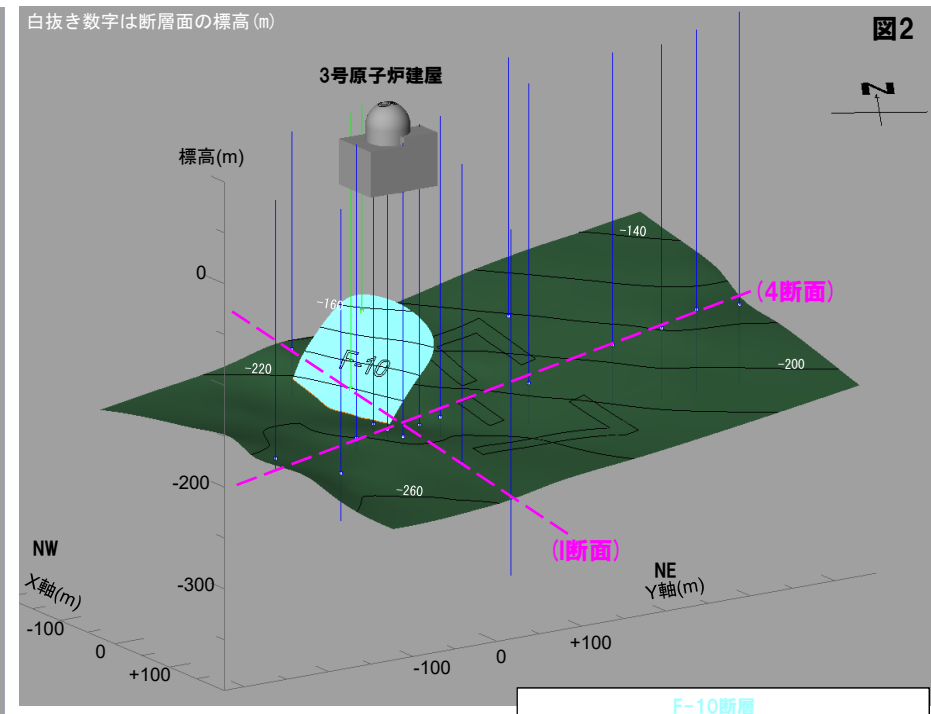 白抜き数字は断層面の標高(m)
図2
3号原子炉建屋
N
標高(m)
-140
0
(4断面)
-160
F-10
-220
-200
-200
-260
(I断面)
NW
NE
-300
X軸(m)
Y軸(m)
-100
0
+100
-100
0
+100
F-10断層